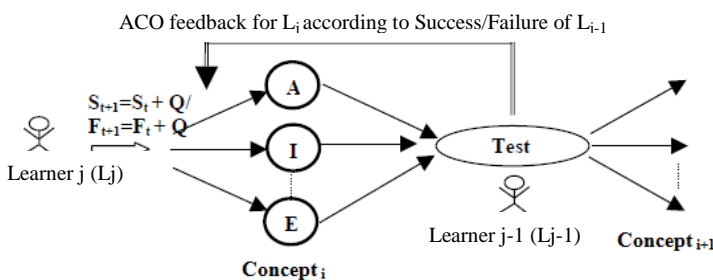 ACO feedback for Li according to Success/Failure of Li-1
A
St+1=St + Q/
Ft+1=Ft + Q
I
Test
Learner j (Lj)
E
Learner j-1 (Lj-1)
Concept i+1
Concept i